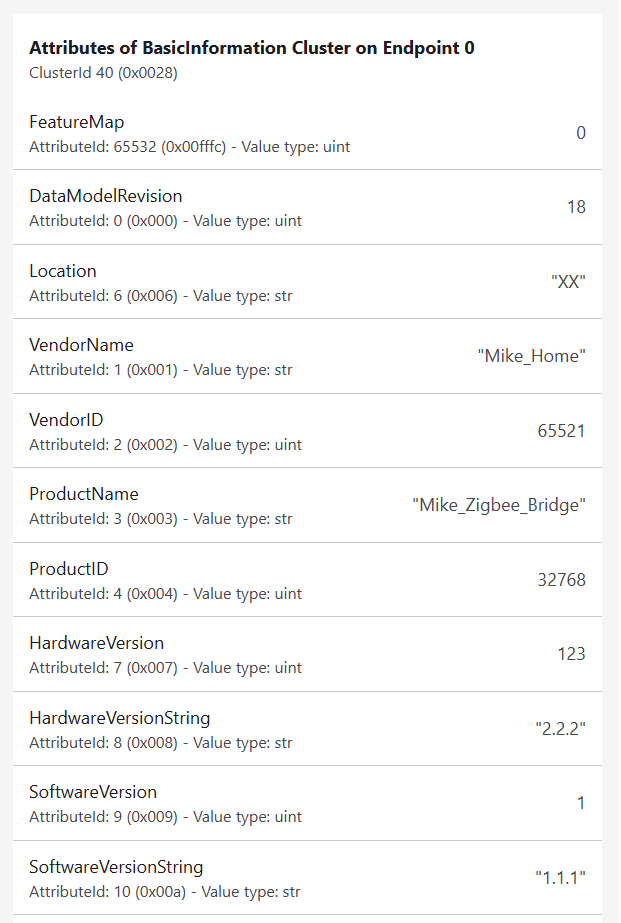 Attributes of BasicInformation Cluster on Endpoint 0
ClusterId 40 (0x0028)
FeatureMap
AttributeId: 65532 (0x00fffc) - Value type: uint
0
DataModelRevision
AttributeId: 0 (0x000) - Value type: uint
18
Location
AttributeId: 6 (0x006) - Value type: str
"XX"
VendorName
AttributeId: 1 (0x001) - Value type: str
"Mike_Home"
VendorID
AttributeId: 2 (0x002) - Value type: uint
65521
ProductName
AttributeId: 3 (0x003) - Value type: str
"Mike_Zigbee_Bridge"
ProductID
AttributeId: 4 (0x004) - Value type: uint
32768
HardwareVersion
AttributeId: 7 (0x007) - Value type: uint
123
HardwareVersionString
AttributeId: 8 (0x008) - Value type: str
"2.2.2"
SoftwareVersion
AttributeId: 9 (0x009) - Value type: uint
1
SoftwareVersionString
AttributeId: 10 (0x00a) - Value type: str
"1.1.1"